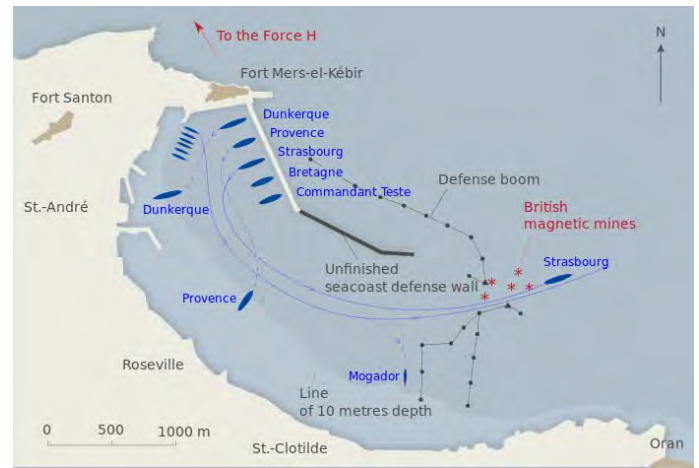 To the Force H
N
Fort Mers-el-Kébir
Fort Santon
Dunkerque
Provence
Strasbourg
Bretagne
Commandant Teste
Defense boom
St.-André
Dunkerque
British
magnetic mines
Strasbourg
Unfinished
seacoast defense wall
Provence
Roseville
Mogador
Line
of 10 metres depth
0 500 1000 m
St.-Clotilde
Oran